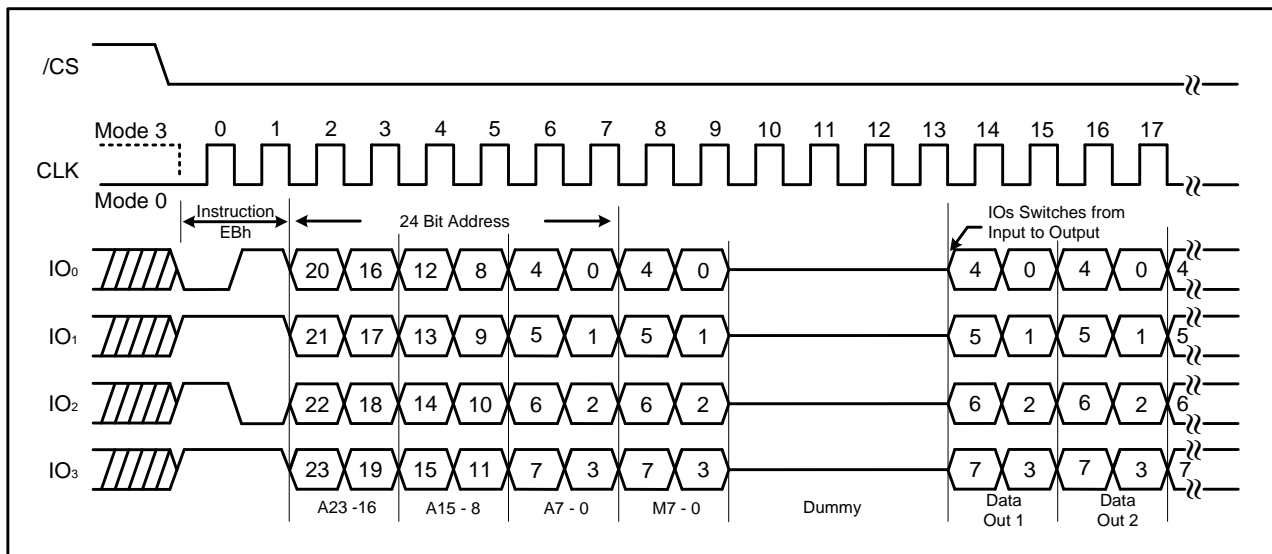 /CS
Mode 3 0 1 2 3 4 5 6 7 8 9 10 11 12 13 14 15 16 17
CLK
Mode 0
Instruction
EBh
24 Bit Address
IOs Switches from
Input to Output
IO0 20 16 12 8 4 0 4 0 4 0 4 0 4
IO1 21 17 13 9 5 1 5 1 5 1 5 1 5
IO2 22 18 14 10 6 2 6 2 6 2 6 2 6
IO3 23 19 15 11 7 3 7 3 7 3 7 3 7
A23 -16 A15 - 8 A7 - 0 M7 - 0 Dummy
Data
Out 1
Data
Out 2